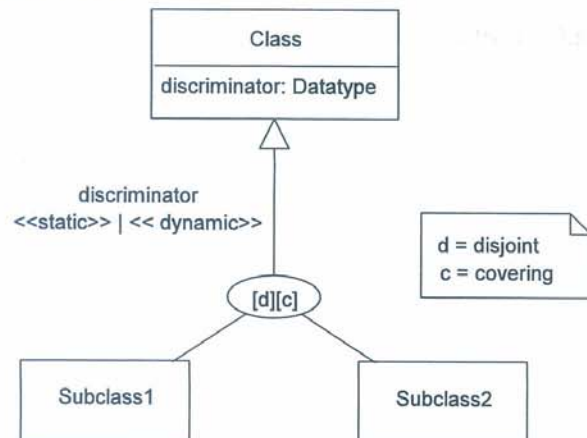 Class
discriminator: Datatype
discriminator
<<static>> | << dynamic>>
d = disjoint
c = covering
[d][c]
Subclass1
Subclass2